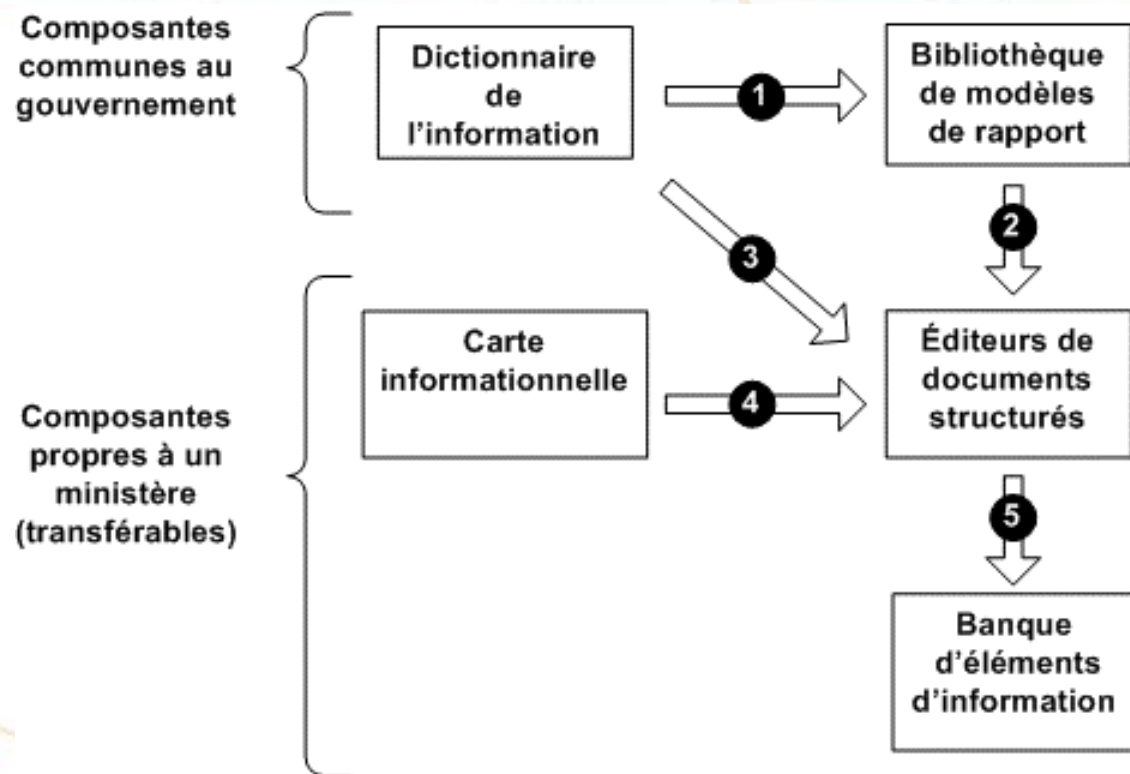 Composantes
communes au
gouvernement
Dictionnaire
de
l'information
1
Bibliothèque
de modèles
de rapport
2
3
Composantes
propres à un
ministère
(transférables)
Carte
informationnelle
4
Éditeurs de
documents
structurés
5
Banque
d'éléments
d'information